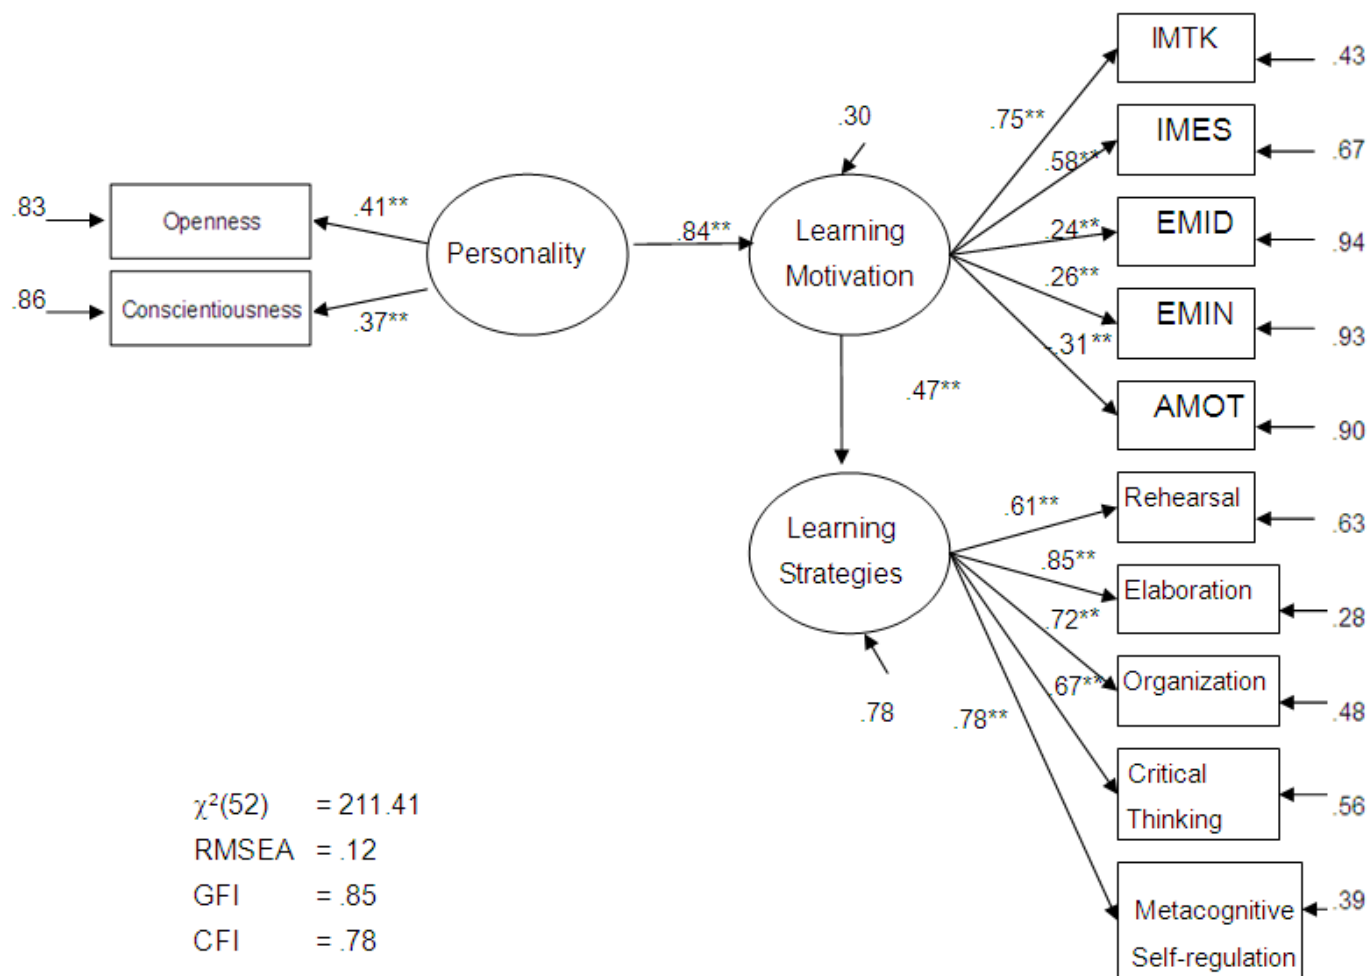 IMTK
.43
.75**
.30
IMES
.67
.58**
.83
Openness
.41**
Personality
.84**
Learning
Motivation
.24**
EMID
.94
.86
Conscientiousness
.37**
.26**
EMIN
.93
-.31**
AMOT
.90
.47**
Learning
Strategies
.61**
Rehearsal
.63
.85**
Elaboration
.28
.72**
Organization
.48
.67**
.78
.78**
Critical
Thinking
.56
Metacognitive
Self-regulation
.39
χ²(52) = 211.41
RMSEA = .12
GFI = .85
CFI = .78